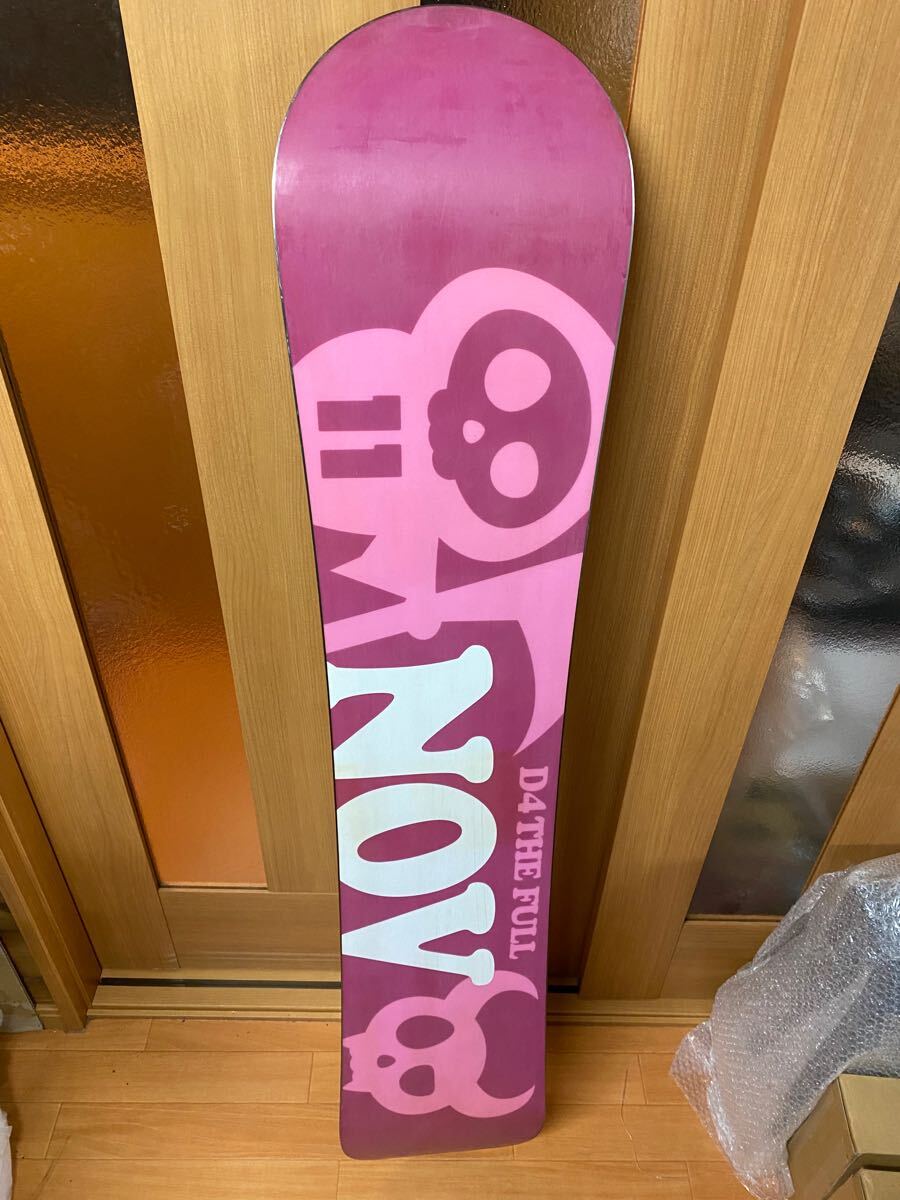 11
NOV
D4 THE FULL